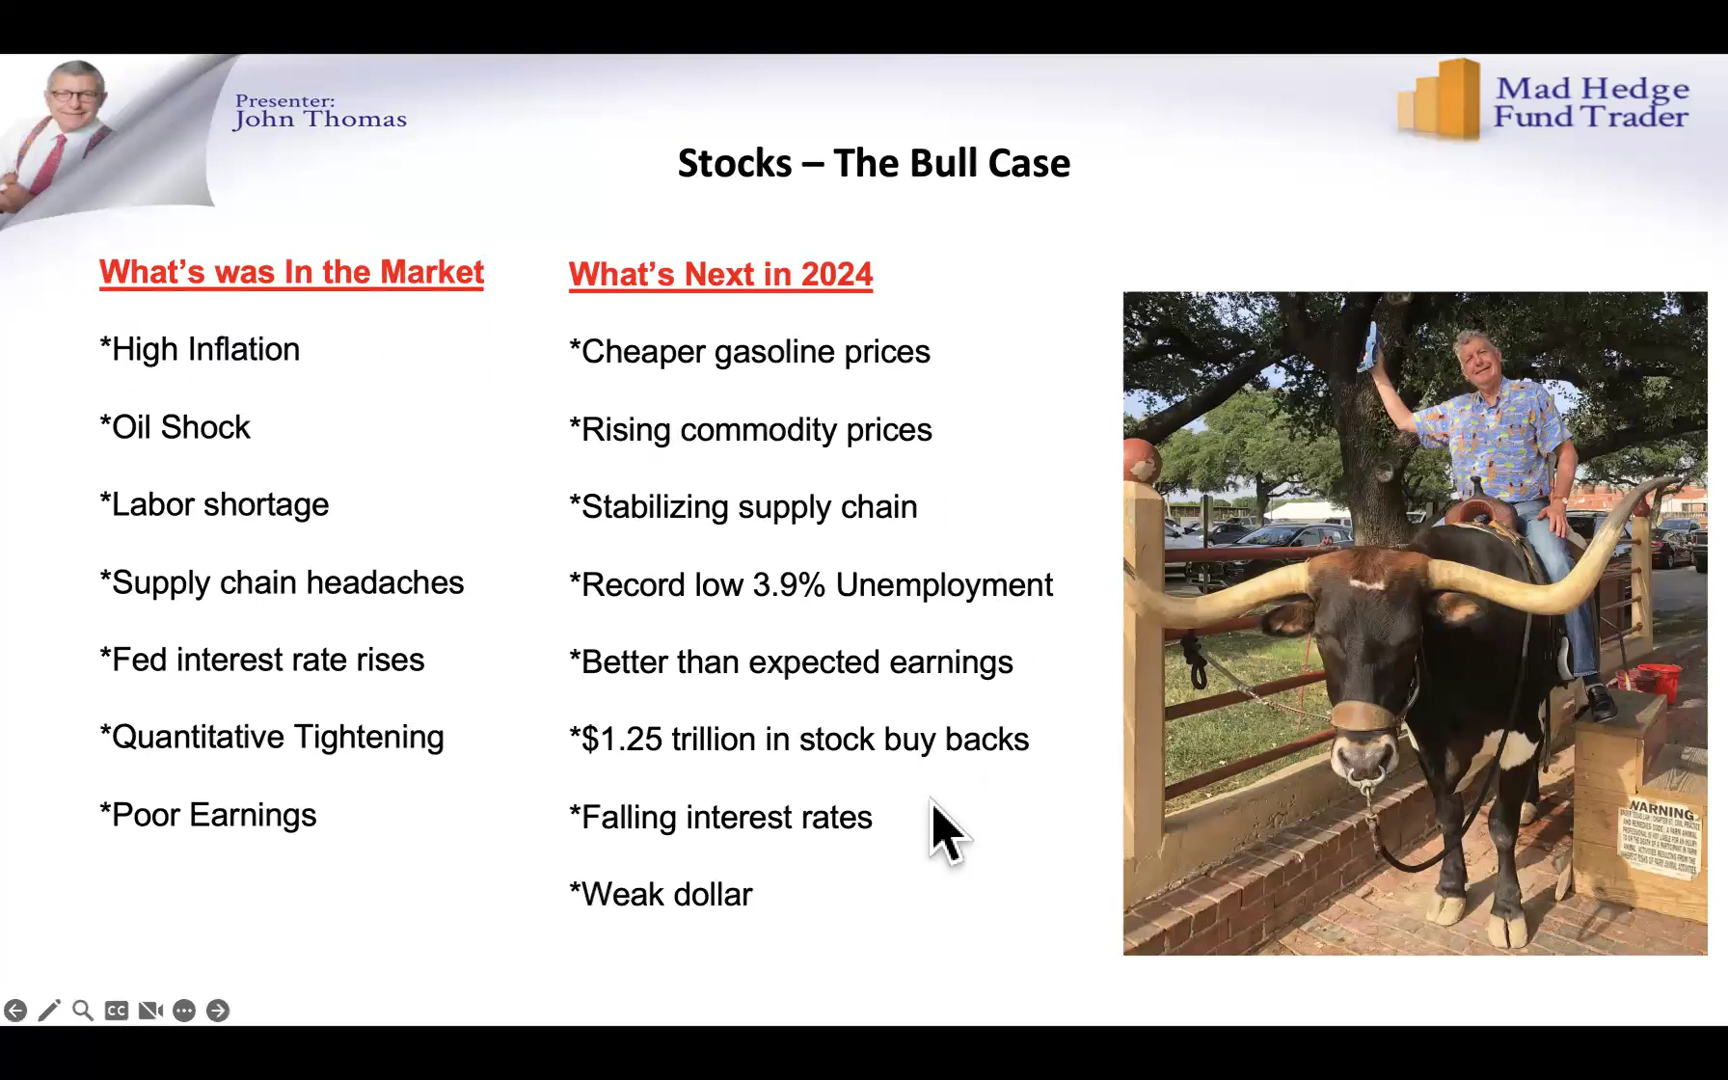 Presenter:
John Thomas
Mad Hedge
Fund Trader
Stocks – The Bull Case
What’s was In the Market
*High Inflation
*Oil Shock
*Labor shortage
*Supply chain headaches
*Fed interest rate rises
*Quantitative Tightening
*Poor Earnings
What’s Next in 2024
*Cheaper gasoline prices
*Rising commodity prices
*Stabilizing supply chain
*Record low 3.9% Unemployment
*Better than expected earnings
*$1.25 trillion in stock buy backs
*Falling interest rates
*Weak dollar
WARNING
CC